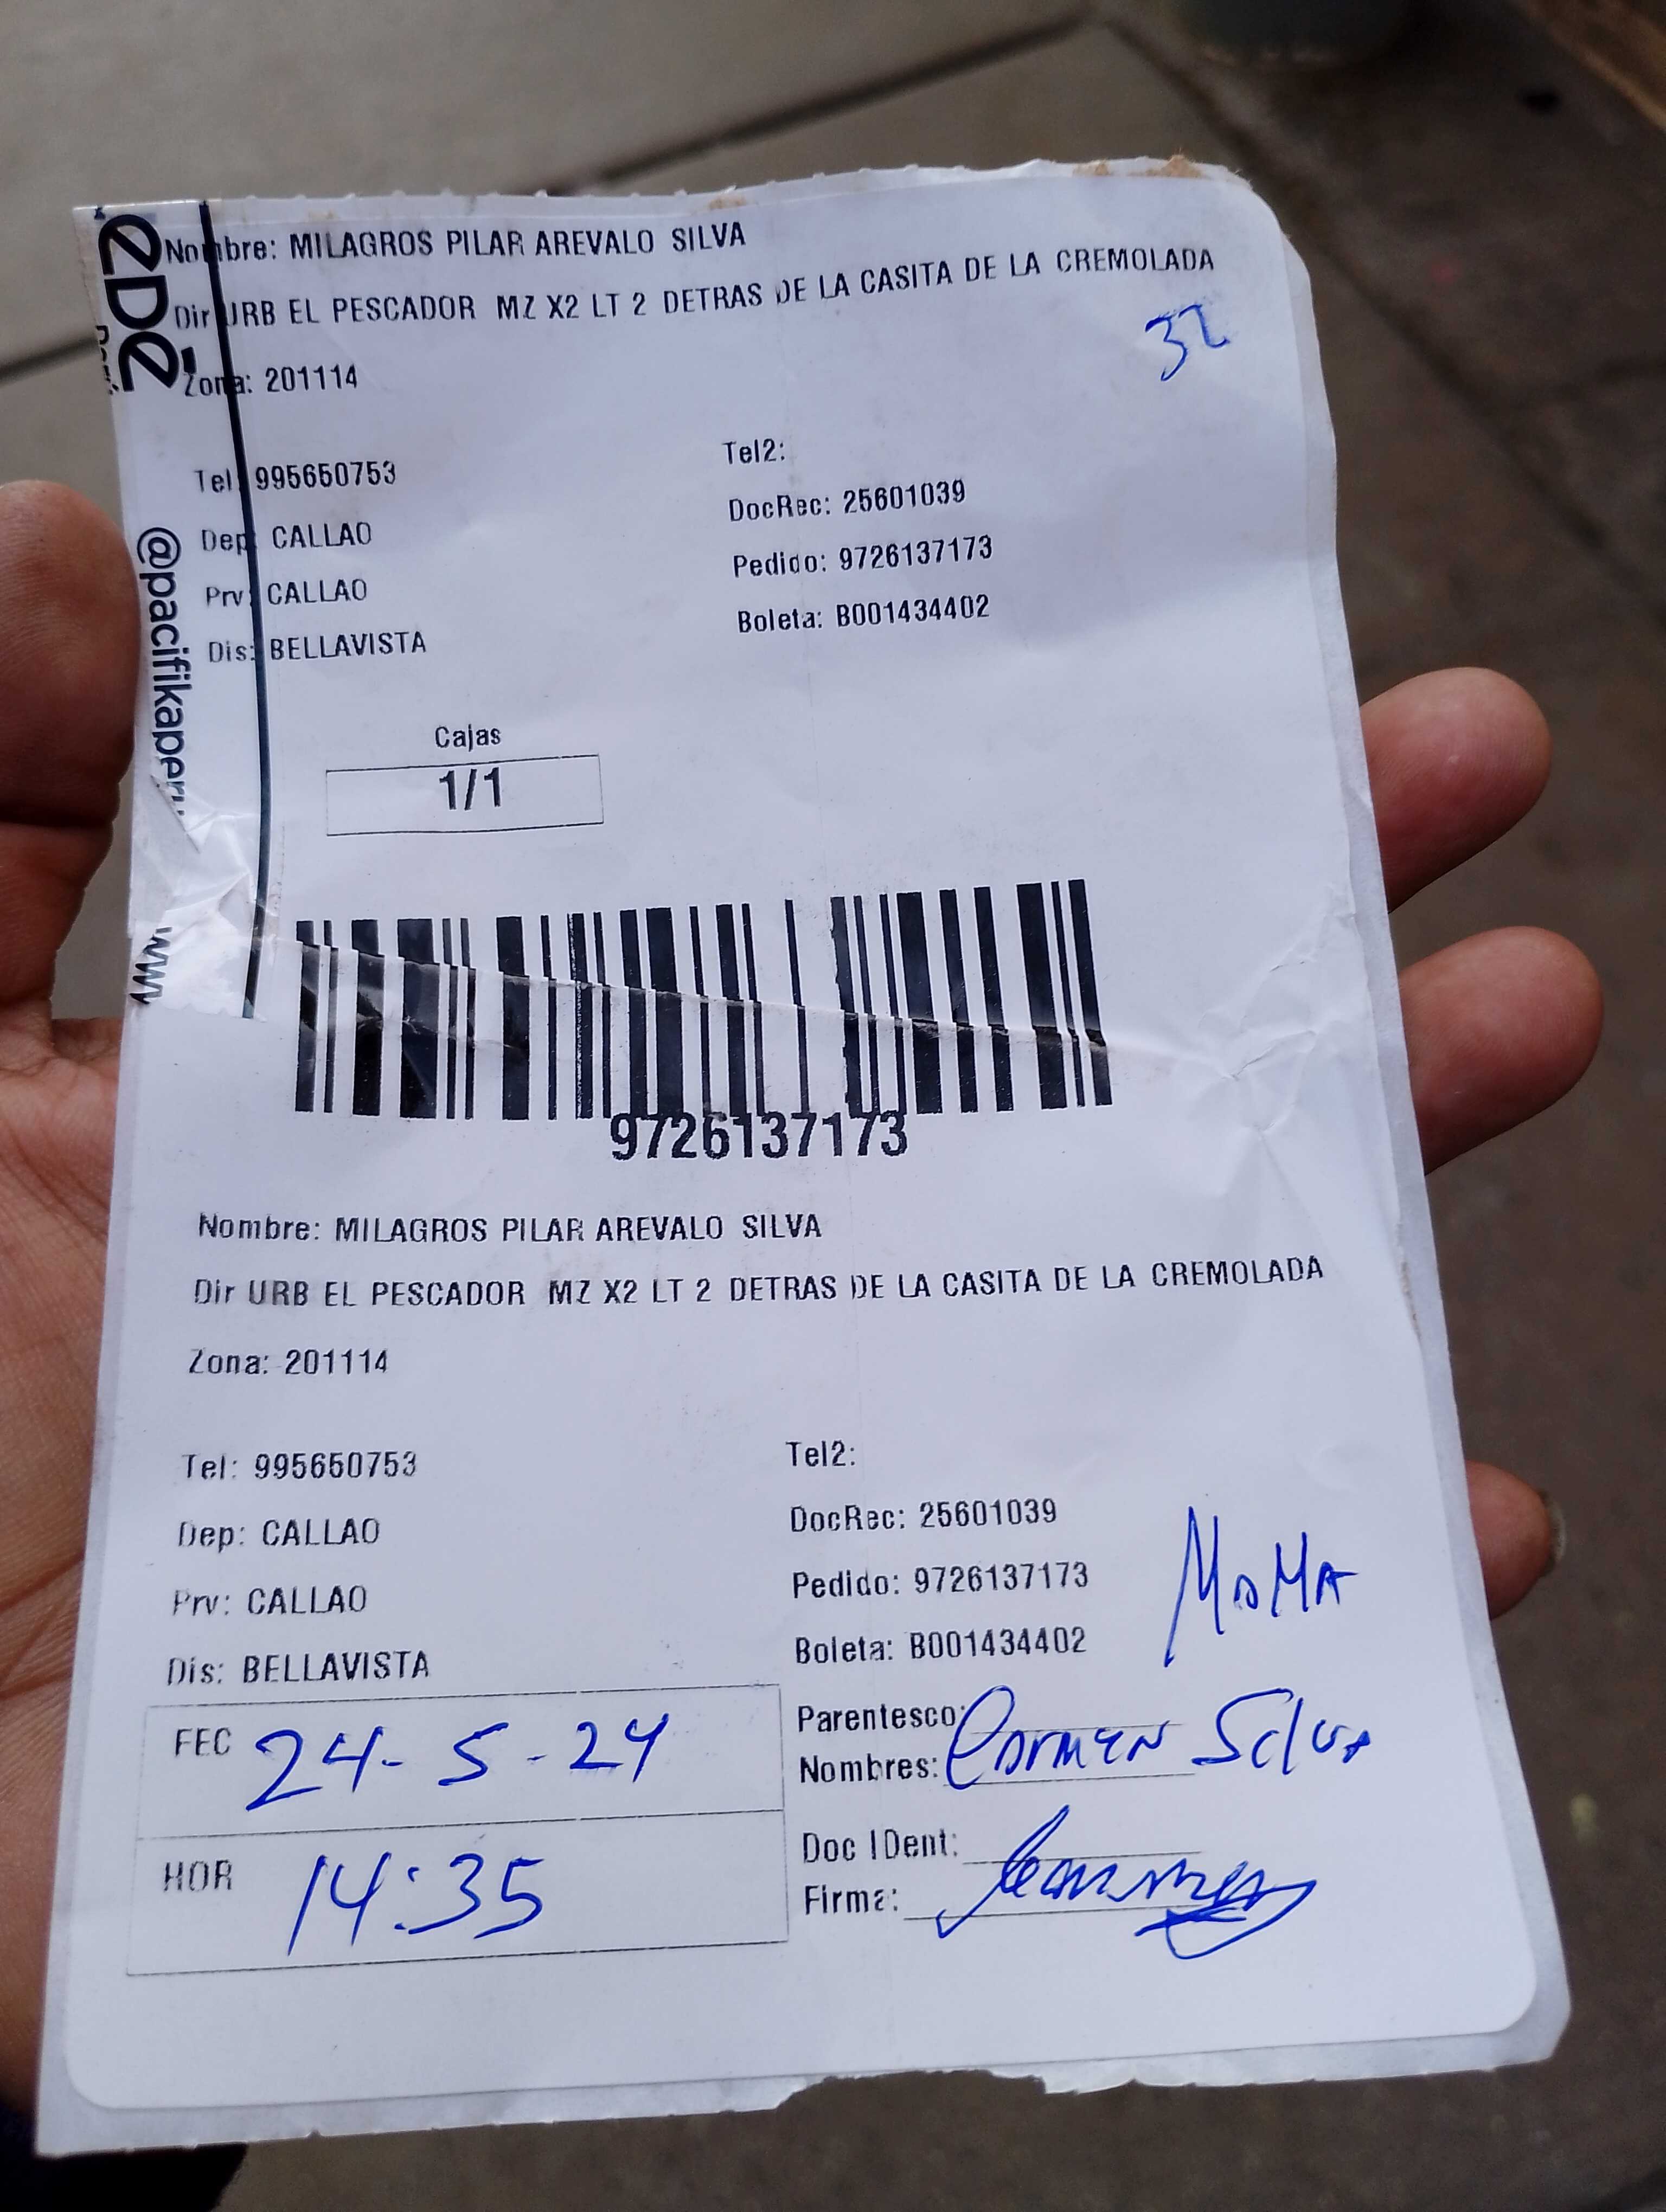 Nombre: MILAGROS PILAR AREVALO SILVA
Dir URB EL PESCADOR MZ X2 LT 2 DETRAS DE LA CASITA DE LA CREMOLADA
32
Zona: 201114
Tel: 995650753
Tel2:
DocRec: 25601039
Dep: CALLAO
Pedido: 9726137173
Prv: CALLAO
Boleta: B001434402
Dis: BELLAVISTA
@pacifikaperu
www
Cajas
1/1
9726137173
Nombre: MILAGROS PILAR AREVALO SILVA
Dir URB EL PESCADOR MZ X2 LT 2 DETRAS DE LA CASITA DE LA CREMOLADA
Zona: 201114
Tel: 995650753
Tel2:
DocRec: 25601039
Dep: CALLAO
Pedido: 9726137173
Prv: CALLAO
Boleta: B001434402
Dis: BELLAVISTA
FEC 24-5-24
Parentesco:
Nombres: Carmen Silva
HOR 14:35
Doc IDent:
Firma: Carmen